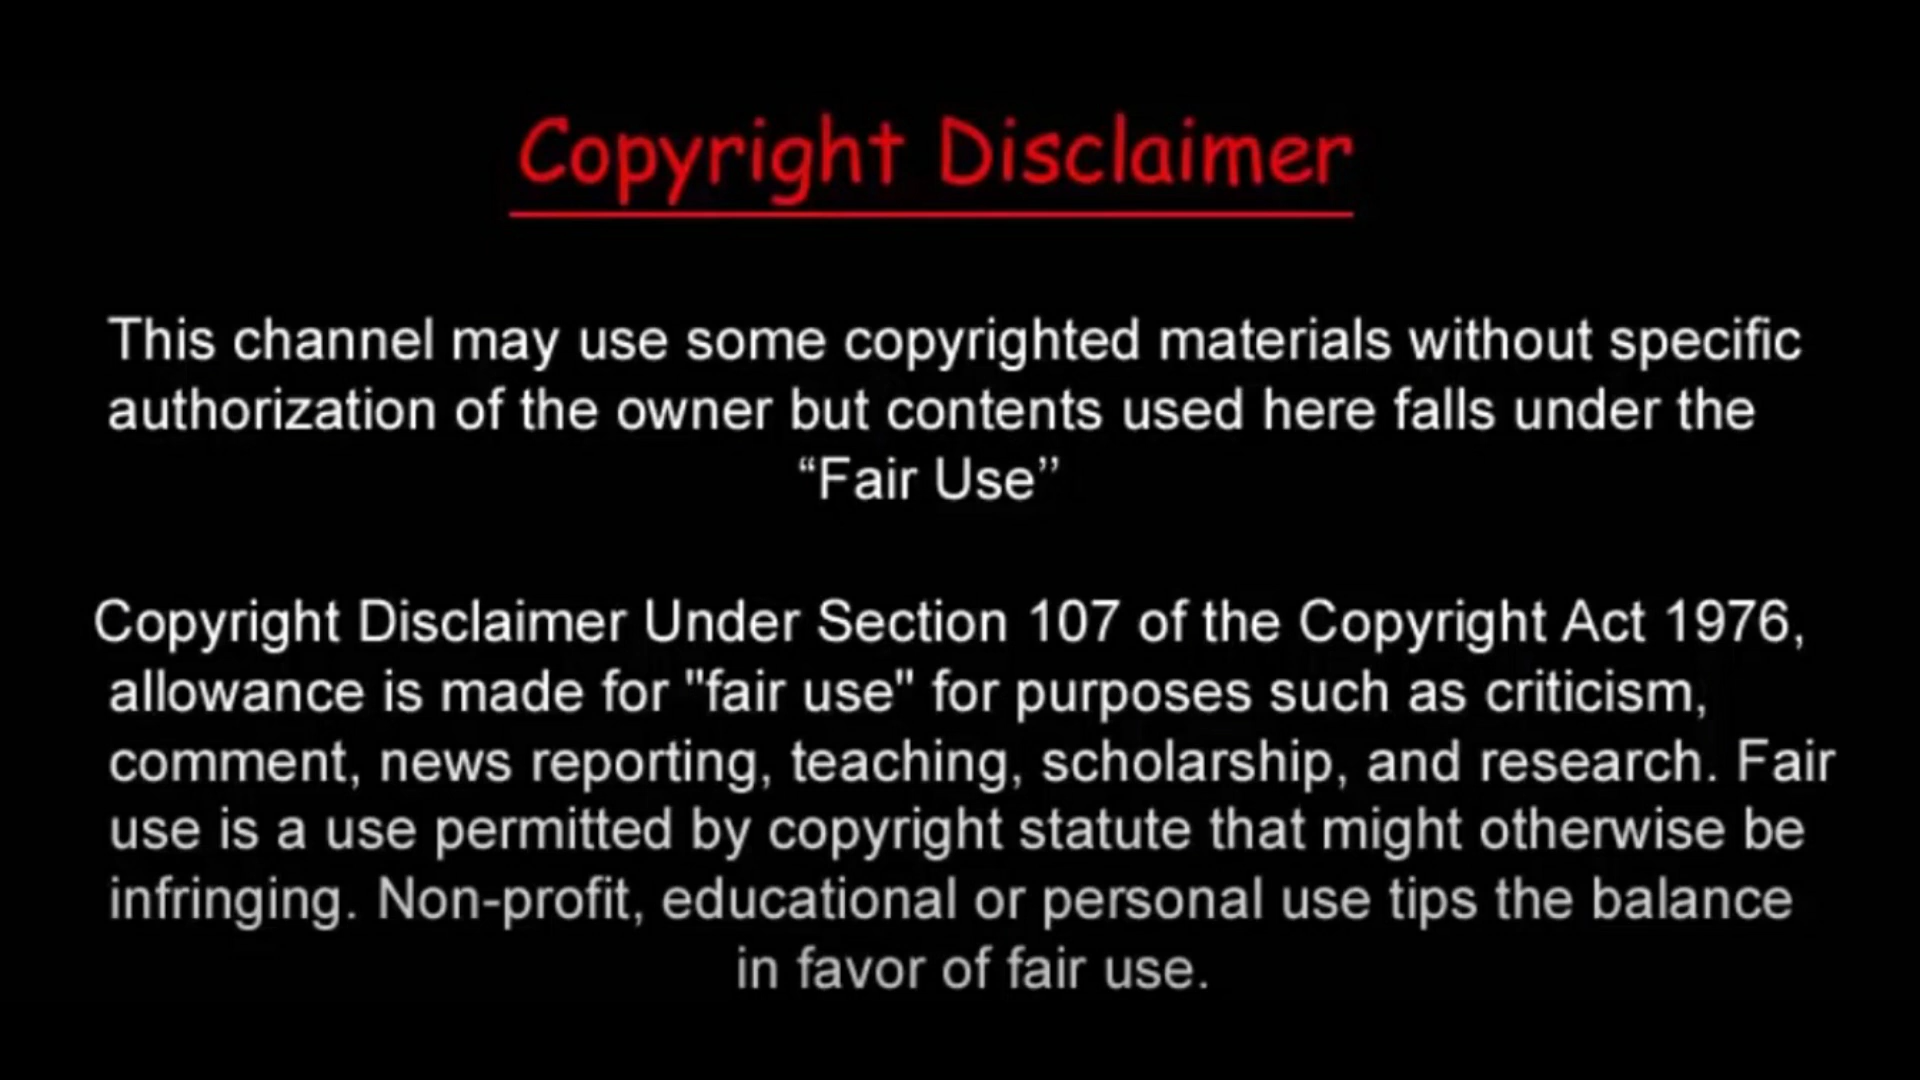 Copyright Disclaimer
This channel may use some copyrighted materials without specific
authorization of the owner but contents used here falls under the
“Fair Use”
Copyright Disclaimer Under Section 107 of the Copyright Act 1976,
allowance is made for "fair use" for purposes such as criticism,
comment, news reporting, teaching, scholarship, and research. Fair
use is a use permitted by copyright statute that might otherwise be
infringing. Non-profit, educational or personal use tips the balance
in favor of fair use.